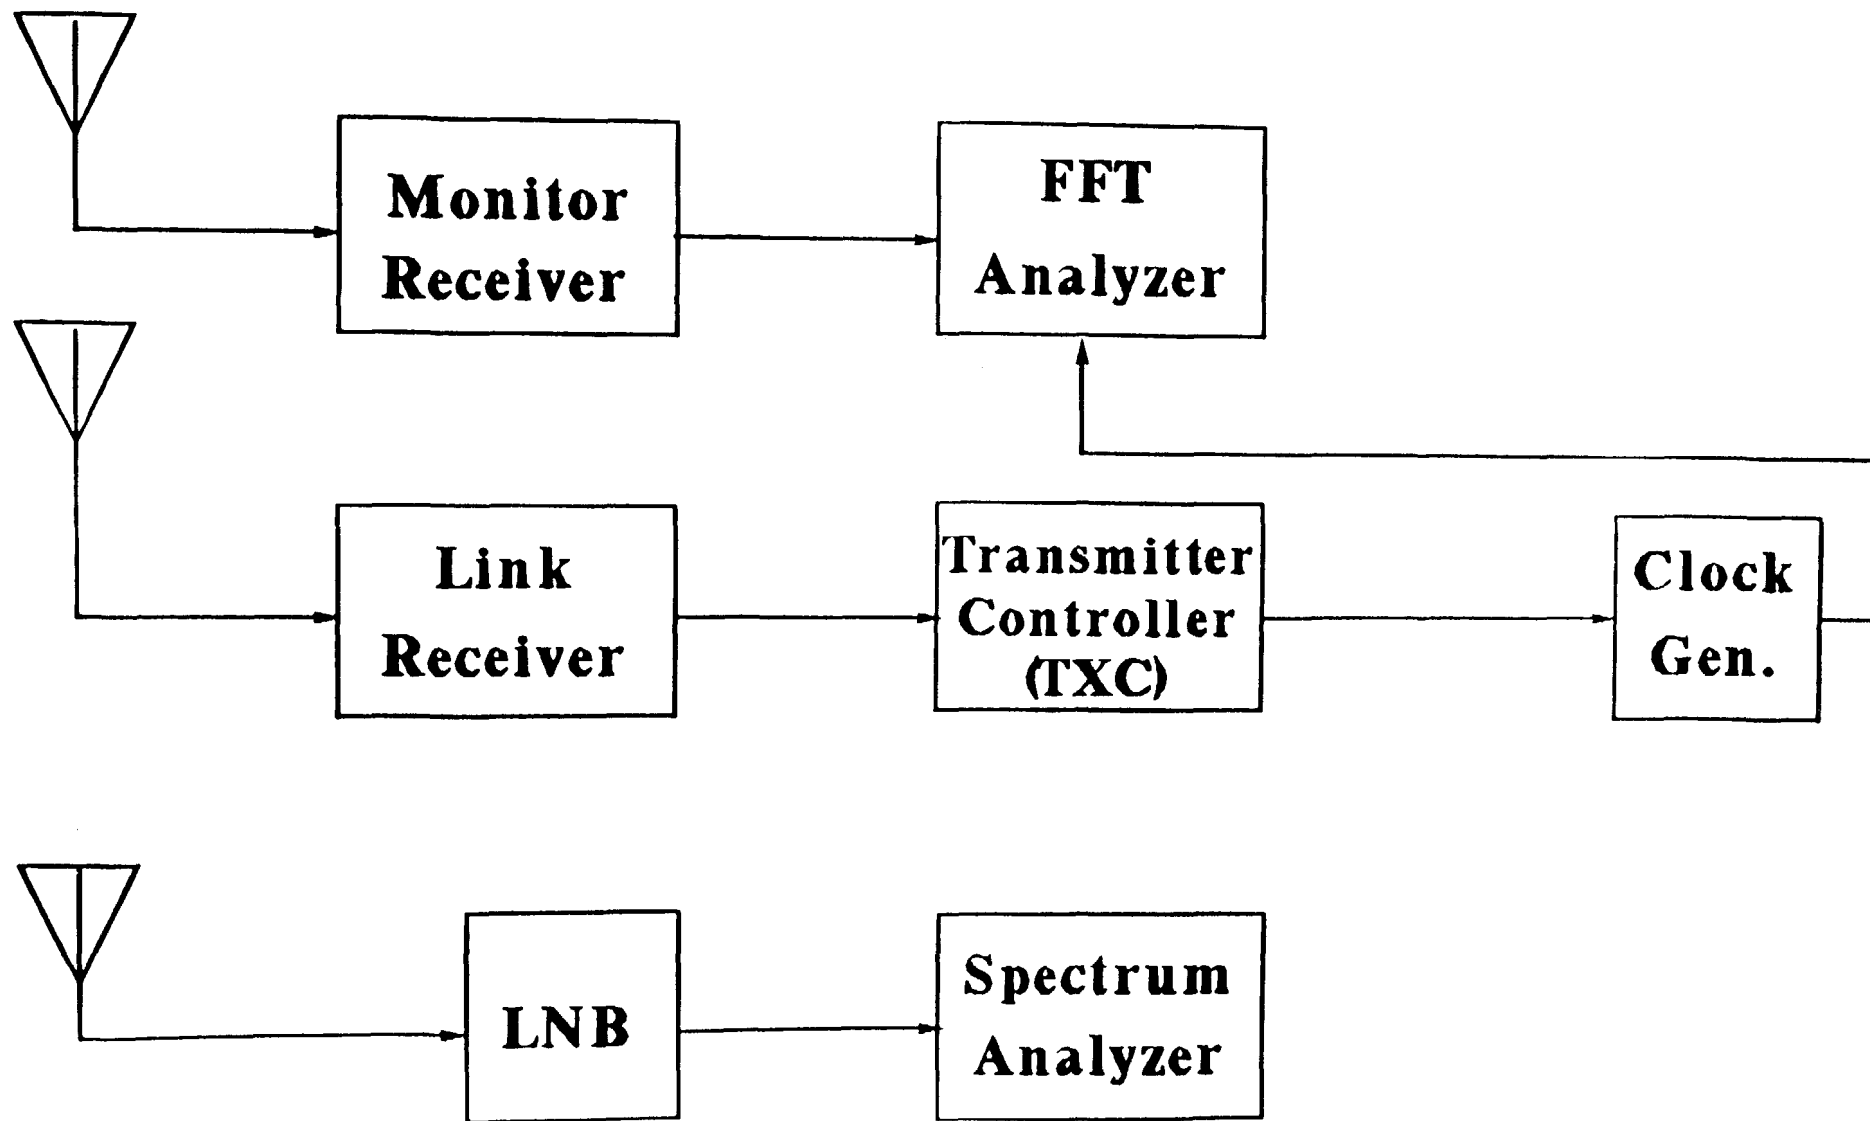 Monitor
Receiver
FFT
Analyzer
Link
Receiver
Transmitter
Controller
(TXC)
Clock
Gen.
LNB
Spectrum
Analyzer